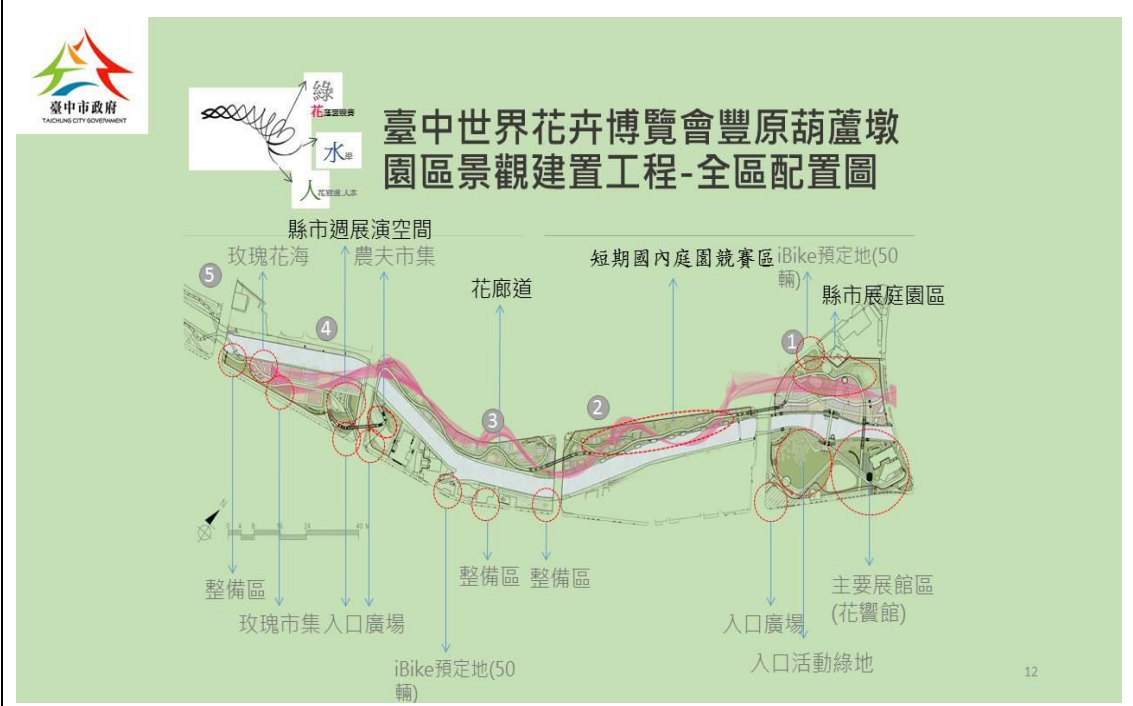 臺中市政府
TAICHUNG CITY GOVERNMENT
綠
水
人
臺中世界花卉博覽會豐原葫蘆墩
園區景觀建置工程-全區配置圖
縣市週展演空間
玫瑰花海
農夫市集
花廊道
短期國內庭園競賽區
iBike預定地(50
輛)
縣市展庭園區
5
4
3
2
1
整備區
玫瑰市集
入口廣場
iBike預定地(50
輛)
整備區
整備區
入口廣場
入口活動綠地
主要展館區
(花饗館)
12